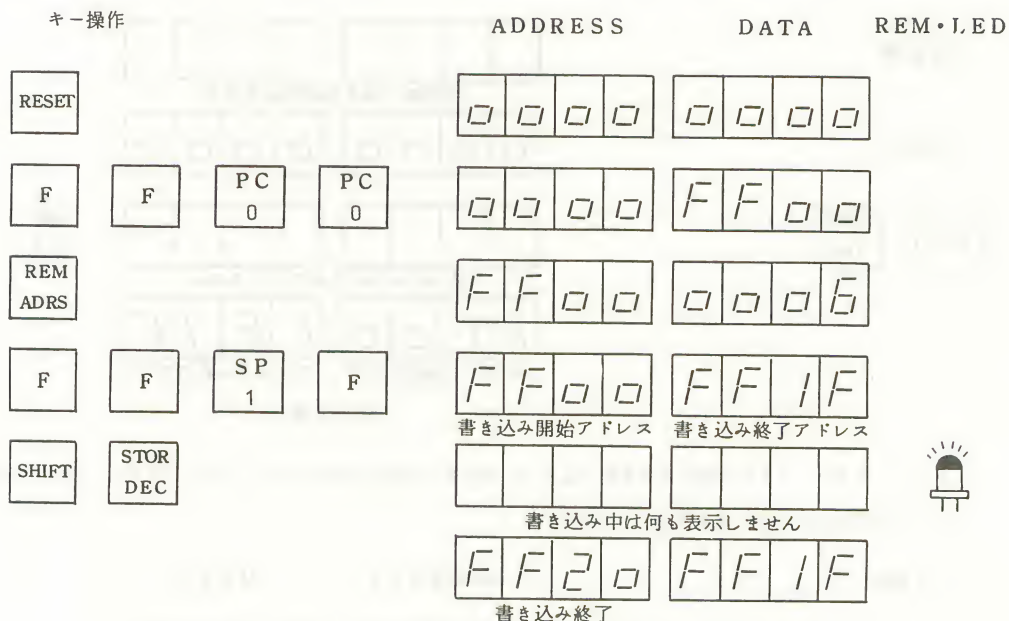 キー操作 ADDRESS DATA REM・LED
RESET 0000 0000
F F PC 0 PC 0 0000 FF00
REM ADRS FF00 0006
F F SP 1 F FF00 FF1F
書き込み開始アドレス 書き込み終了アドレス
SHIFT STOR DEC
書き込み中は何も表示しません
FF20 FF1F
書き込み終了